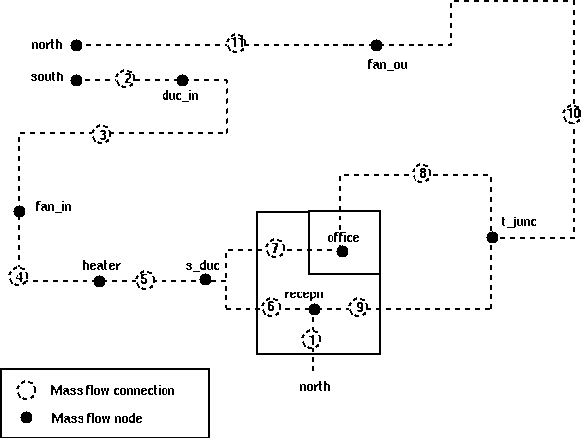 north
11
fan_ou
south
2
duc_in
10
3
8
fan_in
t_junc
office
7
heater
s_duc
4
5
recepn
6
9
1
north
Mass flow connection
Mass flow node